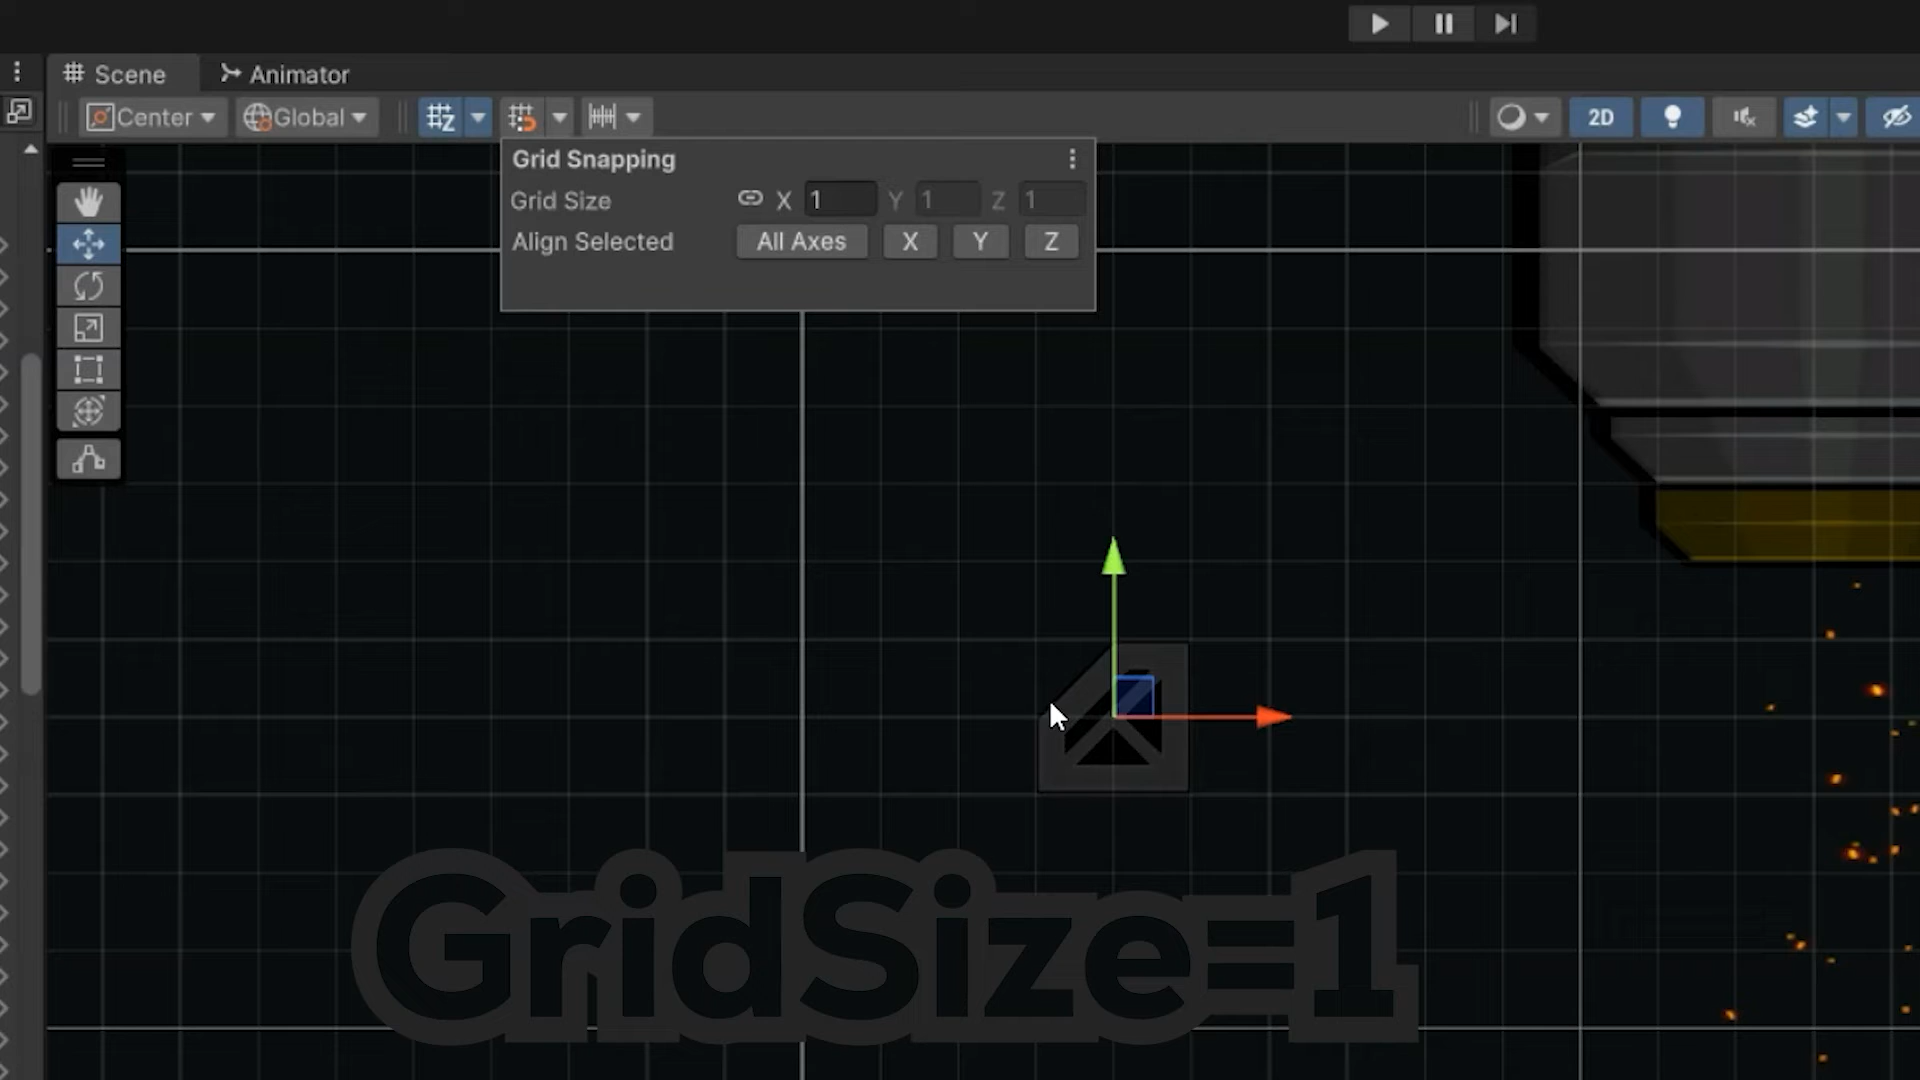 Scene
Animator
Center
Global
Z
2D
Grid Snapping
Grid Size X 1 Y 1 Z 1
Align Selected All Axes X Y Z
GridSize=1